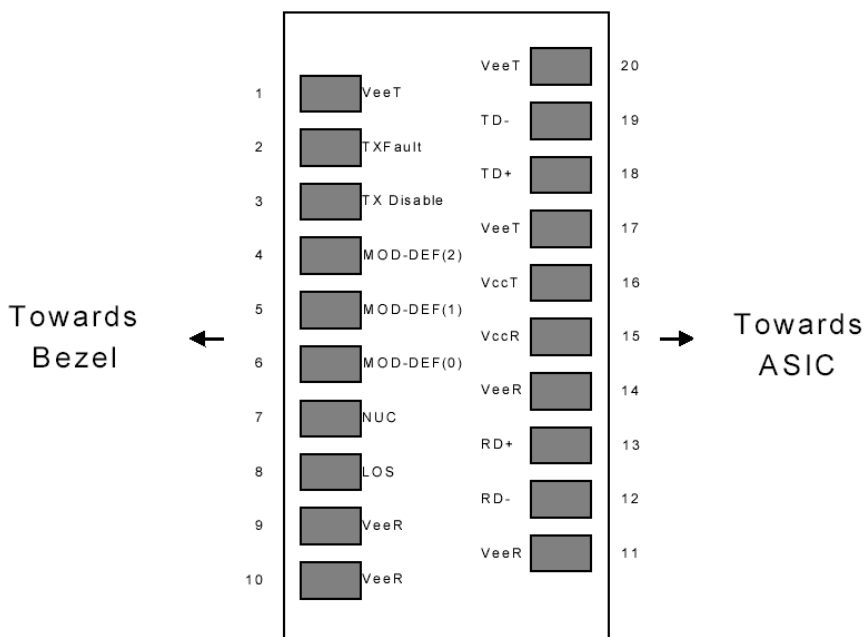 VeeT 20
1 VeeT
TD- 19
2 TXFault
TD+ 18
3 TX Disable
VeeT 17
4 MOD-DEF(2)
VccT 16
5 MOD-DEF(1)
Towards
Bezel
VccR 15
Towards
ASIC
6 MOD-DEF(0)
VeeR 14
7 NUC
RD+ 13
8 LOS
RD- 12
9 VeeR
VeeR 11
10 VeeR